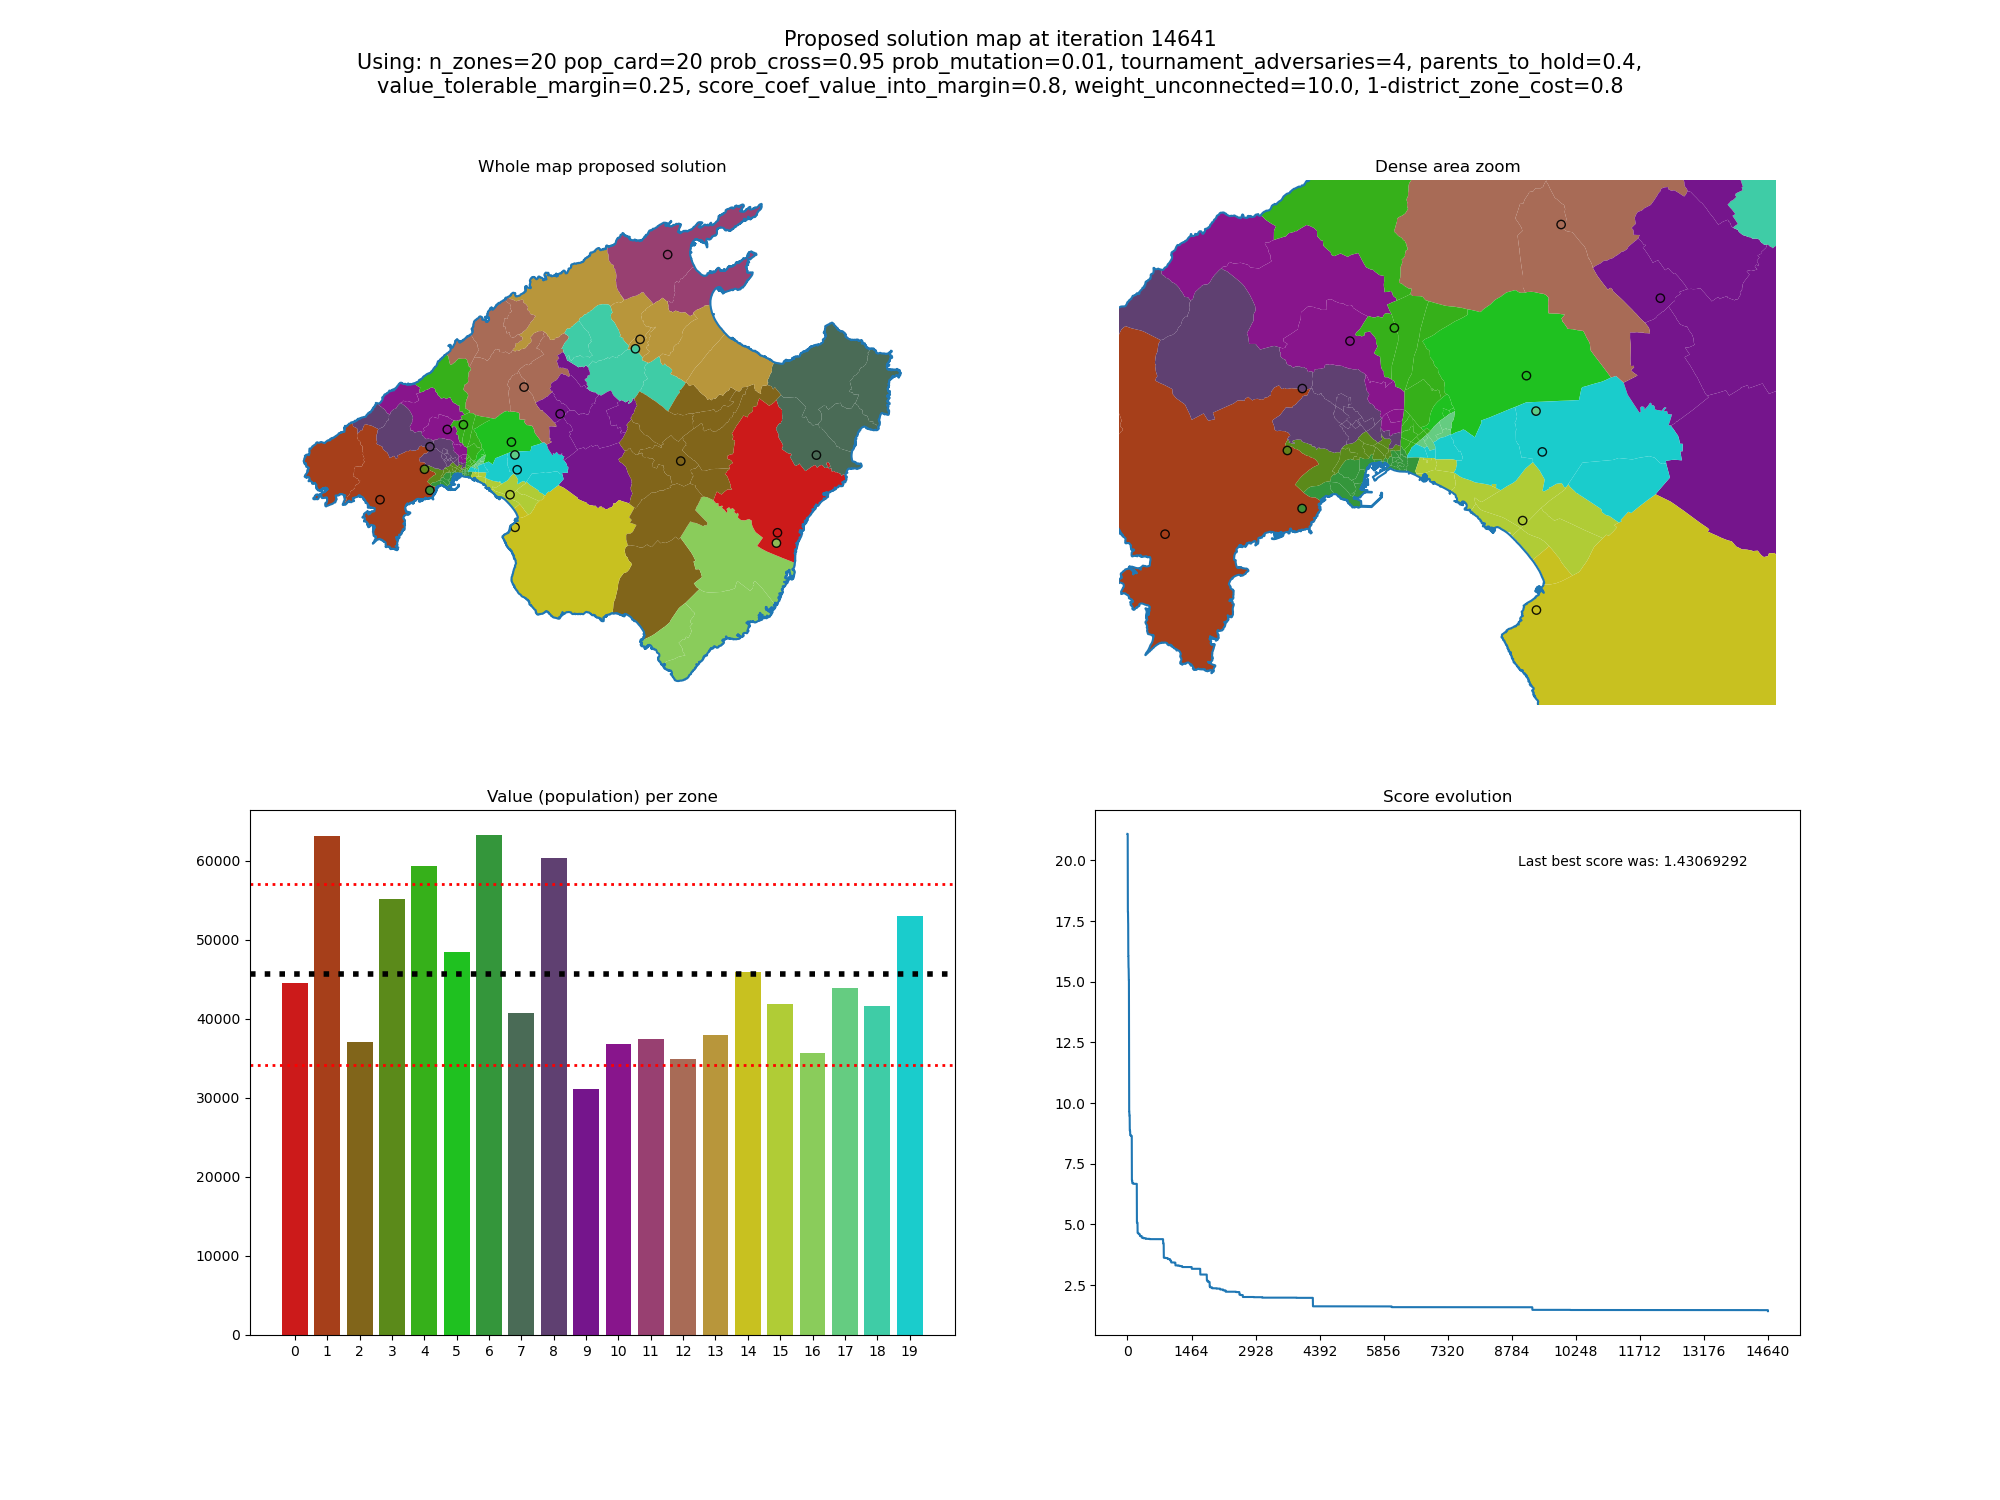 Proposed solution map at iteration 14641
Using: n_zones=20 pop_card=20 prob_cross=0.95 prob_mutation=0.01, tournament_adversaries=4, parents_to_hold=0.4,
value_tolerable_margin=0.25, score_coef_value_into_margin=0.8, weight_unconnected=10.0, 1-district_zone_cost=0.8
Whole map proposed solution
Dense area zoom
Value (population) per zone
60000
50000
40000
30000
20000
10000
0
0 1 2 3 4 5 6 7 8 9 10 11 12 13 14 15 16 17 18 19
Score evolution
Last best score was: 1.43069292
20.0
17.5
15.0
12.5
10.0
7.5
5.0
2.5
0 1464 2928 4392 5856 7320 8784 10248 11712 13176 14640